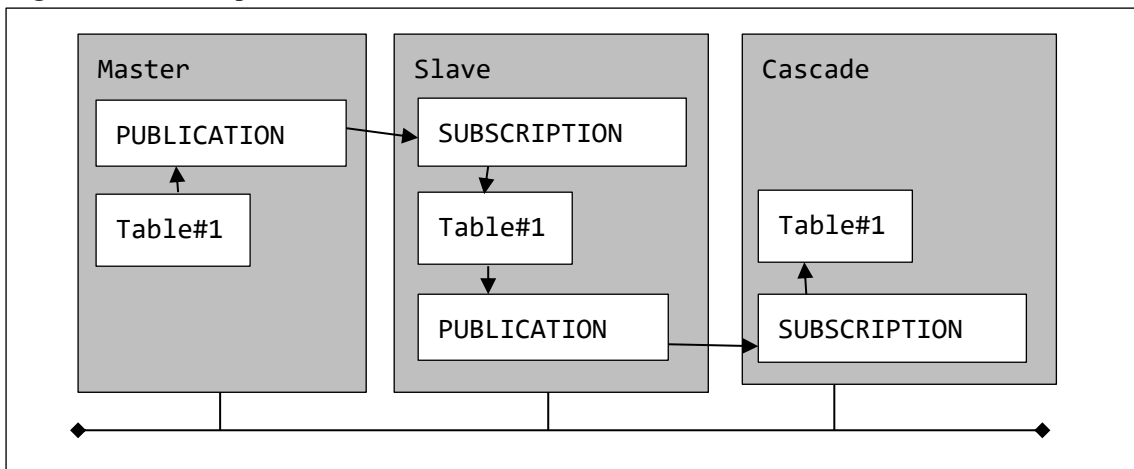 Master
PUBLICATION
Table#1
Slave
SUBSCRIPTION
Table#1
PUBLICATION
Cascade
Table#1
SUBSCRIPTION